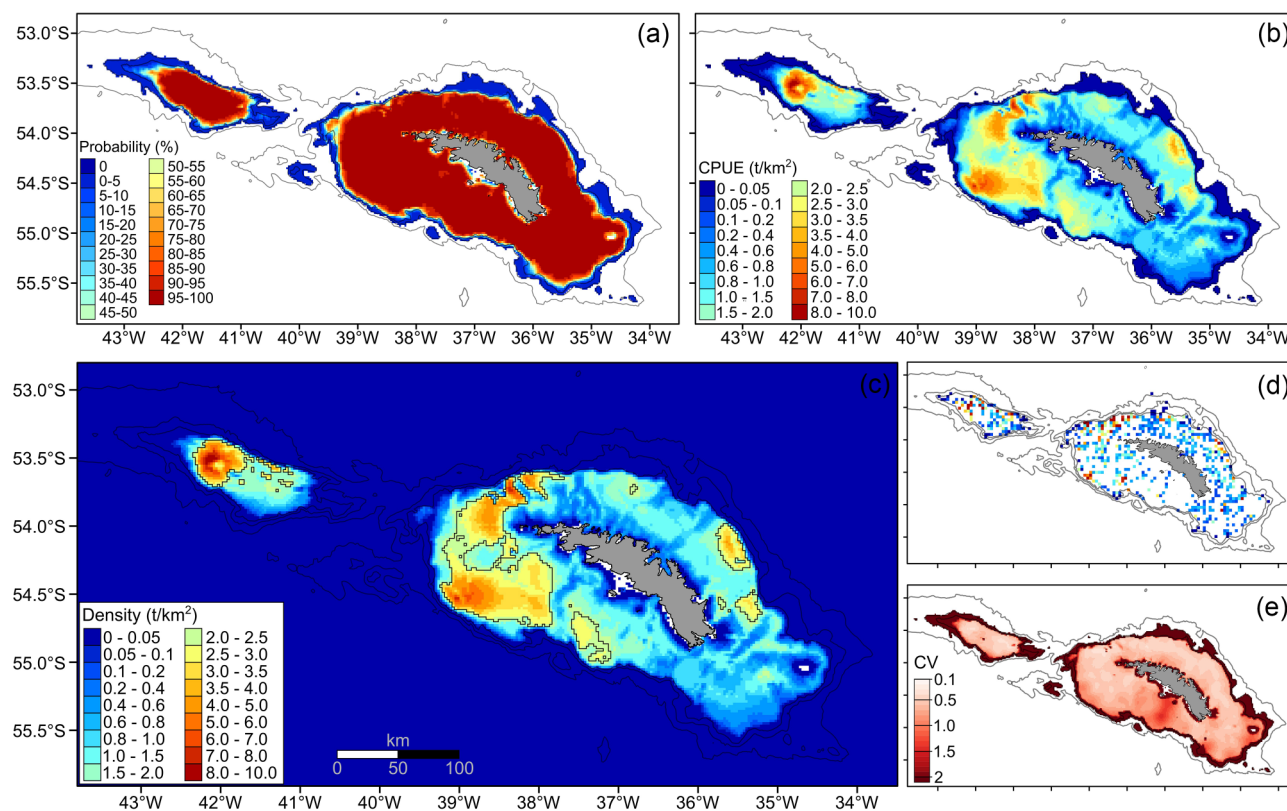 (a)
53.0°S
53.5°S
54.0°S
54.5°S
55.0°S
55.5°S
Probability (%)
0
0-5
5-10
10-15
15-20
20-25
25-30
30-35
35-40
40-45
45-50
50-55
55-60
60-65
65-70
70-75
75-80
80-85
85-90
90-95
95-100
43°W 42°W 41°W 40°W 39°W 38°W 37°W 36°W 35°W 34°W
(b)
CPUE (t/km2)
0 - 0.05
0.05 - 0.1
0.1 - 0.2
0.2 - 0.4
0.4 - 0.6
0.6 - 0.8
0.8 - 1.0
1.0 - 1.5
1.5 - 2.0
2.0 - 2.5
2.5 - 3.0
3.0 - 3.5
3.5 - 4.0
4.0 - 5.0
5.0 - 6.0
6.0 - 7.0
7.0 - 8.0
8.0 - 10.0
43°W 42°W 41°W 40°W 39°W 38°W 37°W 36°W 35°W 34°W
(c)
53.0°S
53.5°S
54.0°S
54.5°S
55.0°S
55.5°S
Density (t/km2)
0 - 0.05
0.05 - 0.1
0.1 - 0.2
0.2 - 0.4
0.4 - 0.6
0.6 - 0.8
0.8 - 1.0
1.0 - 1.5
1.5 - 2.0
2.0 - 2.5
2.5 - 3.0
3.0 - 3.5
3.5 - 4.0
4.0 - 5.0
5.0 - 6.0
6.0 - 7.0
7.0 - 8.0
8.0 - 10.0
km
0 50 100
43°W 42°W 41°W 40°W 39°W 38°W 37°W 36°W 35°W 34°W
(d)
(e)
CV
0.1
0.5
1.0
1.5
2